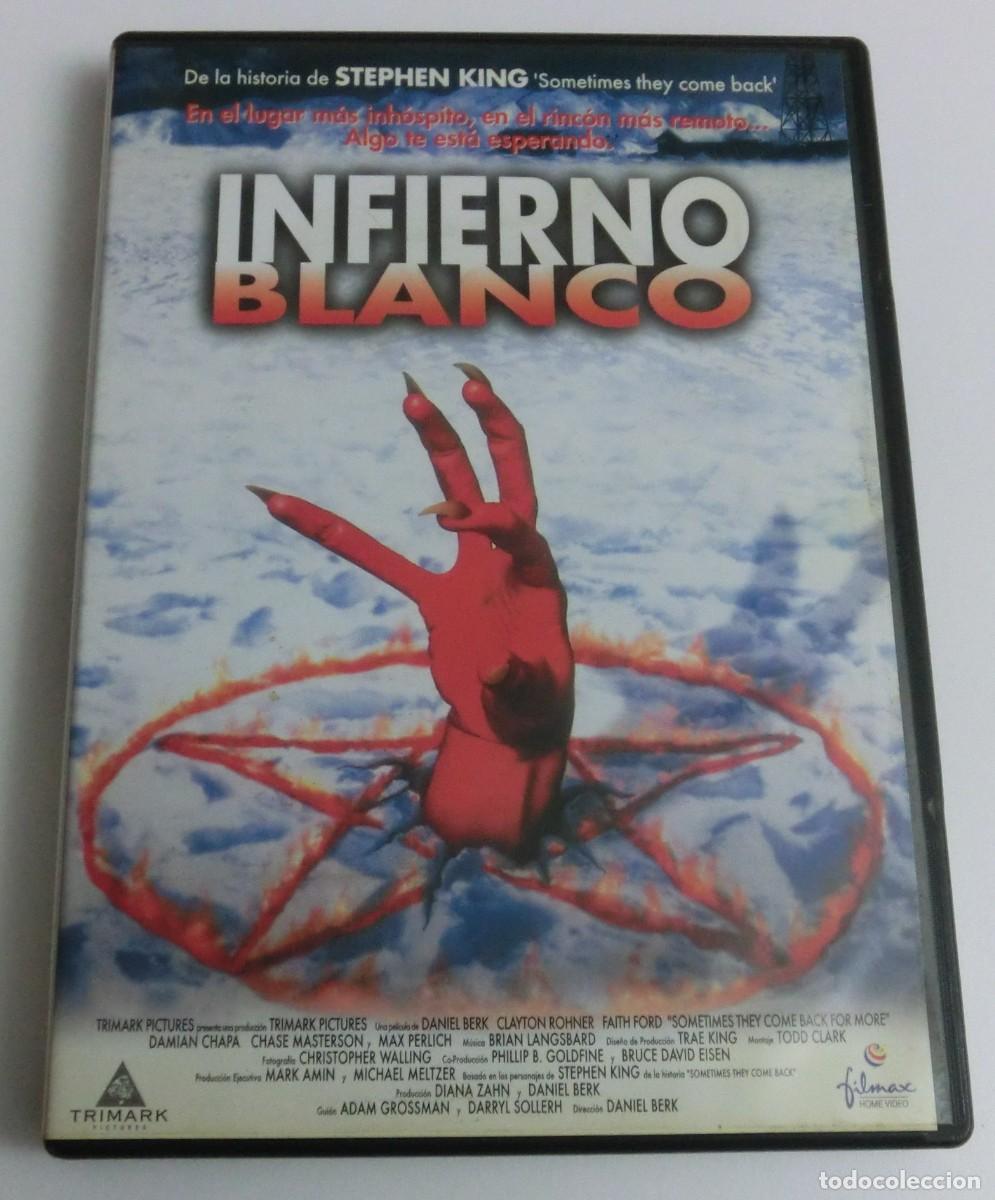 De la historia de STEPHEN KING 'Sometimes they come back'
En el lugar más inhóspito, en el rincón más remoto...
Algo te está esperando.
INFIERNO
BLANCO
TRIMARK PICTURES presenta una producción TRIMARK PICTURES Una película de DANIEL BERK CLAYTON ROHNER FAITH FORD "SOMETIMES THEY COME BACK FOR MORE"
DAMIAN CHAPA CHASE MASTERSON y MAX PERLICH Música BRIAN LANGSBARD Diseño de Producción TRAE KING Montaje TODD CLARK
Fotografía CHRISTOPHER WALLING Co-Producción PHILLIP B. GOLDFINE y BRUCE DAVID EISEN
Producción Ejecutiva MARK AMIN y MICHAEL MELTZER Basado en los personajes de STEPHEN KING de la historia "SOMETIMES THEY COME BACK"
Producción DIANA ZAHN y DANIEL BERK
Guión ADAM GROSSMAN y DARRYL SOLLERH Dirección DANIEL BERK
TRIMARK
PICTURES
filmax
HOME VIDEO
todocoleccion